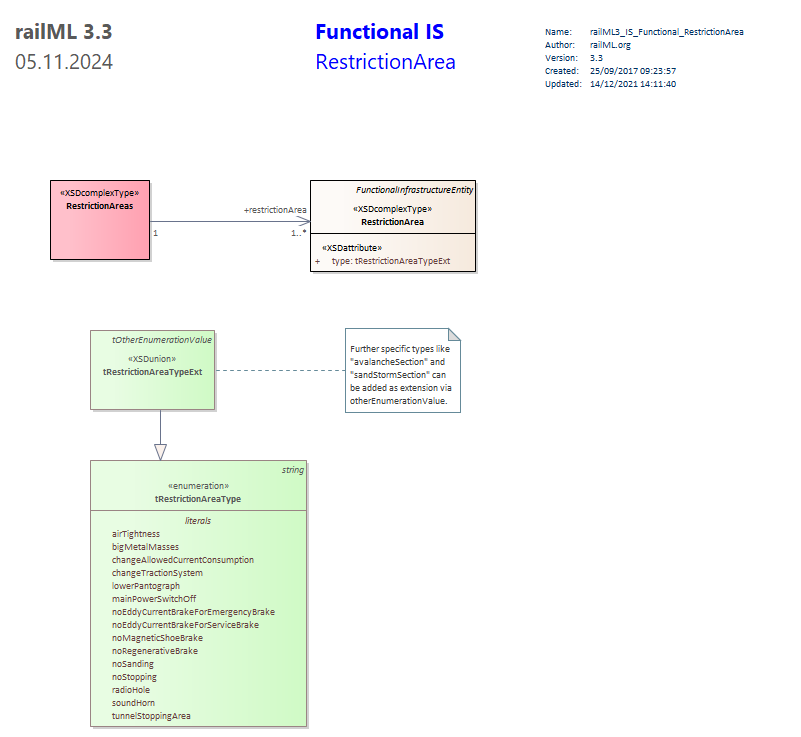 railML 3.3
05.11.2024
Functional IS
RestrictionArea
Name: railML3_IS_Functional_RestrictionArea
Author: railML.org
Version: 3.3
Created: 25/09/2017 09:23:57
Updated: 14/12/2021 14:11:40
«XSDcomplexType»
RestrictionAreas
+restrictionArea
1
1..*
FunctionalInfrastructureEntity
«XSDcomplexType»
RestrictionArea
«XSDattribute»
+ type: tRestrictionAreaTypeExt
tOtherEnumerationValue
«XSDunion»
tRestrictionAreaTypeExt
Further specific types like
"avalancheSection" and
"sandStormSection" can
be added as extension via
otherEnumerationValue.
string
«enumeration»
tRestrictionAreaType
literals
airTightness
bigMetalMasses
changeAllowedCurrentConsumption
changeTractionSystem
lowerPantograph
mainPowerSwitchOff
noEddyCurrentBrakeForEmergencyBrake
noEddyCurrentBrakeForServiceBrake
noMagneticShoeBrake
noRegenerativeBrake
noSanding
noStopping
radioHole
soundHorn
tunnelStoppingArea